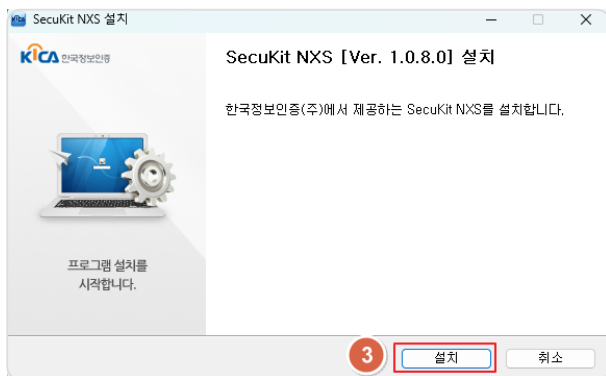 SecuKit NXS 설치
KICA 한국정보인증
SecuKit NXS [Ver. 1.0.8.0] 설치
한국정보인증(주)에서 제공하는 SecuKit NXS를 설치합니다.
프로그램 설치를
시작합니다.
3 설치 취소